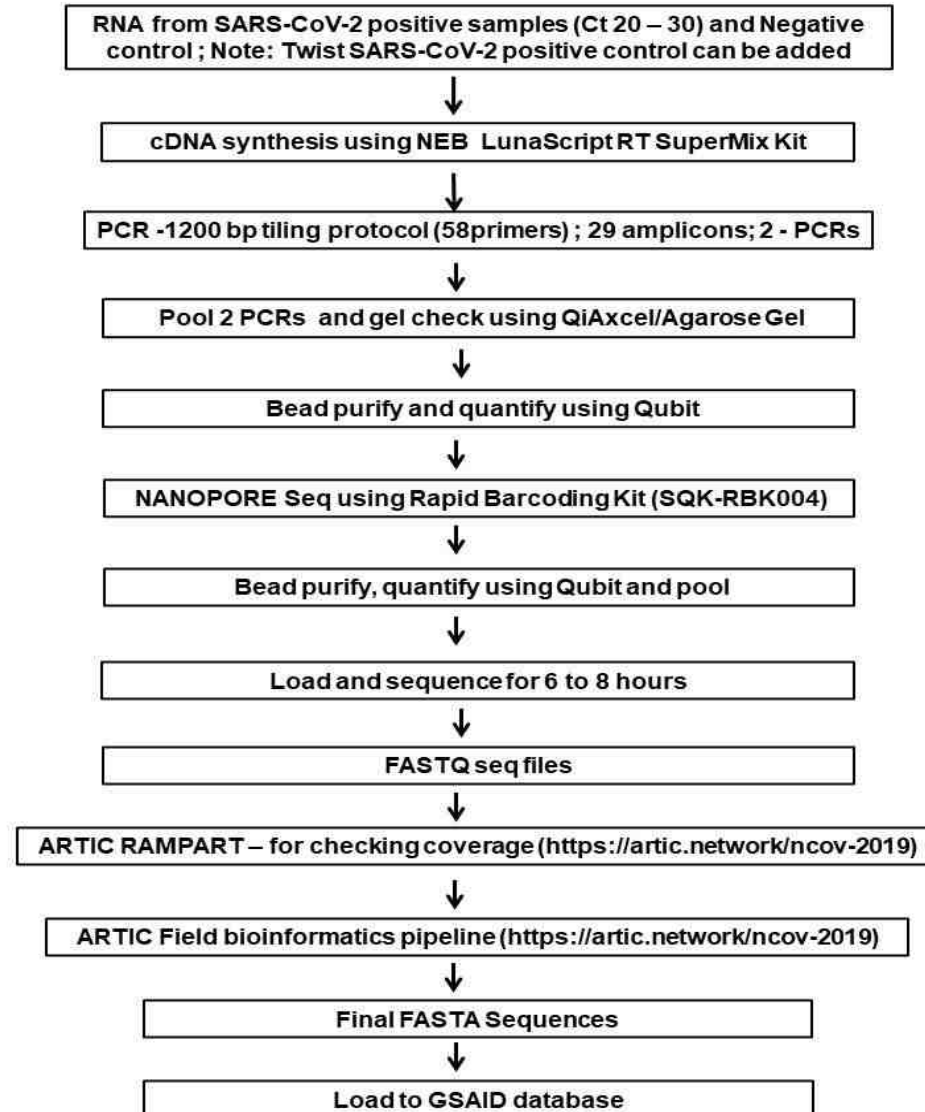 RNA from SARS-CoV-2 positive samples (Ct 20 – 30) and Negative
control ; Note: Twist SARS-CoV-2 positive control can be added
cDNA synthesis using NEB LunaScript RT SuperMix Kit
PCR -1200 bp tiling protocol (58primers) ; 29 amplicons; 2 - PCRs
Pool 2 PCRs and gel check using QiAxcel/Agarose Gel
Bead purify and quantify using Qubit
NANOPORE Seq using Rapid Barcoding Kit (SQK-RBK004)
Bead purify, quantify using Qubit and pool
Load and sequence for 6 to 8 hours
FASTQ seq files
ARTIC RAMPART – for checking coverage (https://artic.network/ncov-2019)
ARTIC Field bioinformatics pipeline (https://artic.network/ncov-2019)
Final FASTA Sequences
Load to GSAID database